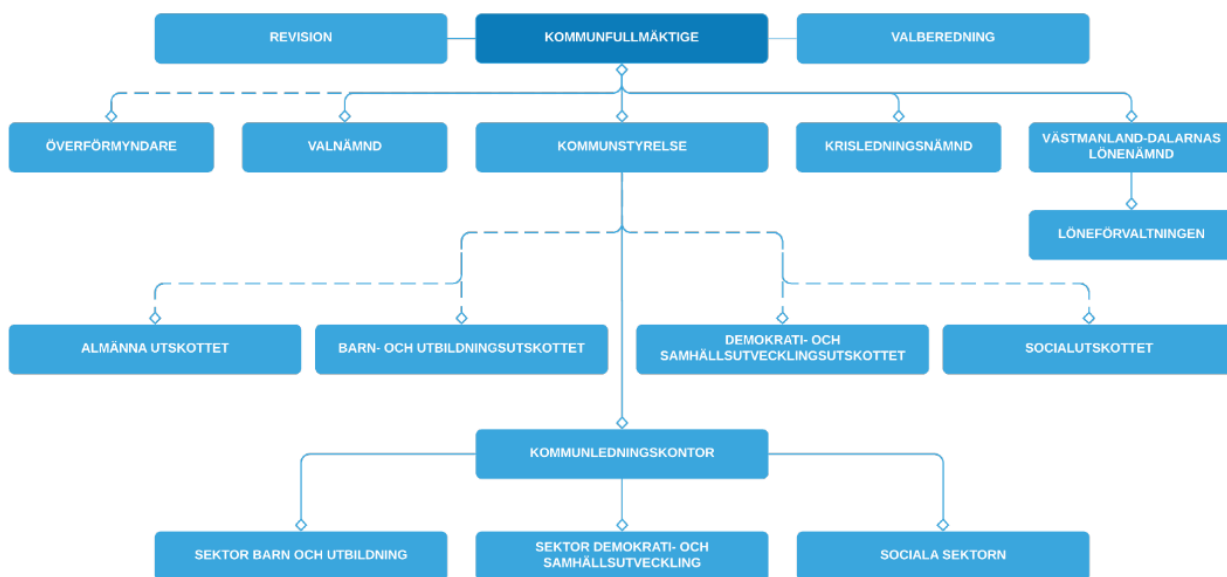 REVISION
KOMMUNFULLMÄKTIGE
VALBEREDNING
ÖVERFÖRMYNDARE
VALNÄMND
KOMMUNSTYRELSE
KRISLEDNINGSNÄMND
VÄSTMANLAND-DALARNAS
LÖNENÄMND
LÖNEFÖRVALTNINGEN
ALMÄNNA UTSKOTTET
BARN- OCH UTBILDNINGSUTSKOTTET
DEMOKRATI- OCH
SAMHÄLLSUTVECKLINGSUTSKOTTET
SOCIALUTSKOTTET
KOMMUNLEDNINGSKONTOR
SEKTOR BARN OCH UTBILDNING
SEKTOR DEMOKRATI- OCH
SAMHÄLLSUTVECKLING
SOCIALA SEKTORN